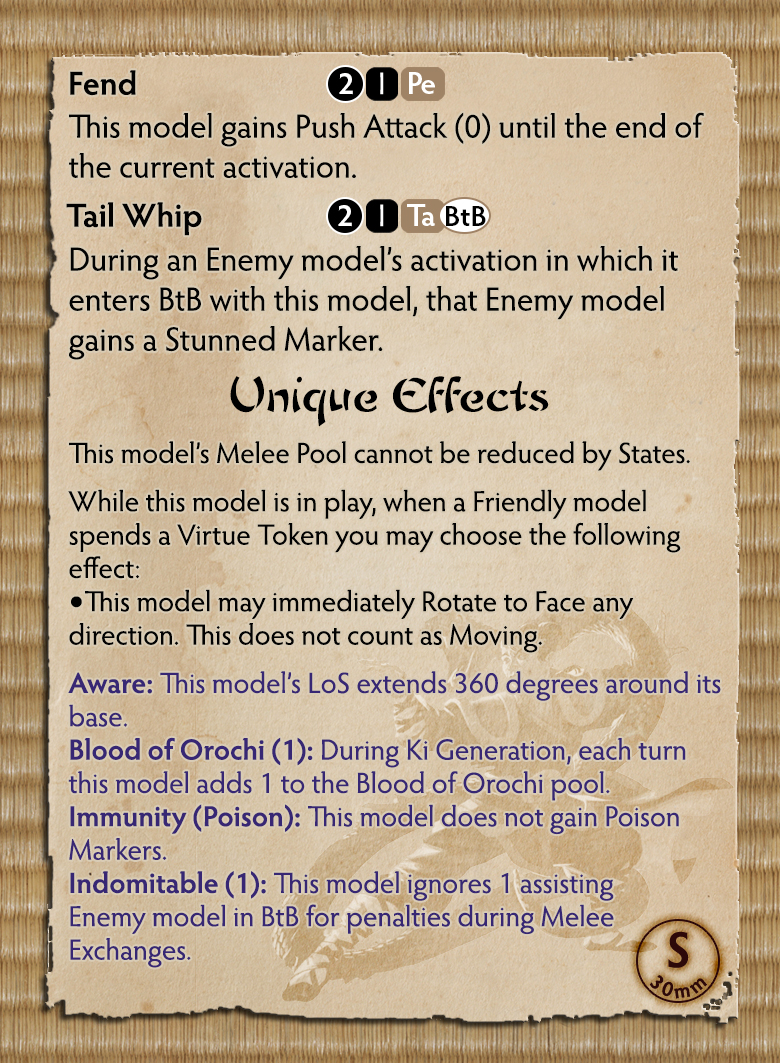 Fend 2 1 Pe
This model gains Push Attack (0) until the end of
the current activation.
Tail Whip 2 1 Ta BtB
During an Enemy model's activation in which it
enters BtB with this model, that Enemy model
gains a Stunned Marker.
Unique Effects
This model's Melee Pool cannot be reduced by States.
While this model is in play, when a Friendly model
spends a Virtue Token you may choose the following
effect:
•This model may immediately Rotate to Face any
direction. This does not count as Moving.
Aware: This model's LoS extends 360 degrees around its
base.
Blood of Orochi (1): During Ki Generation, each turn
this model adds 1 to the Blood of Orochi pool.
Immunity (Poison): This model does not gain Poison
Markers.
Indomitable (1): This model ignores 1 assisting
Enemy model in BtB for penalties during Melee
Exchanges.
S
30mm